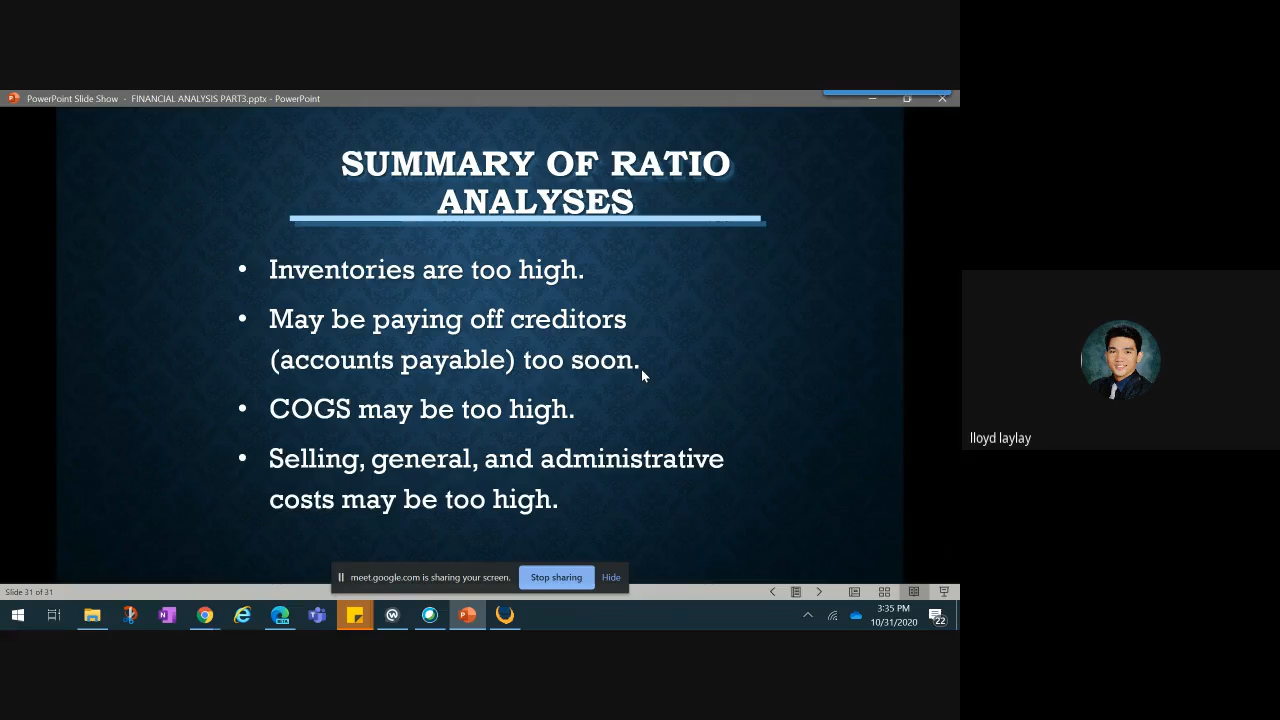 PowerPoint Slide Show - FINANCIAL ANALYSIS PART3.pptx - PowerPoint
SUMMARY OF RATIO
ANALYSES
• Inventories are too high.
• May be paying off creditors
(accounts payable) too soon.
• COGS may be too high.
• Selling, general, and administrative
costs may be too high.
lloyd laylay
meet.google.com is sharing your screen. Stop sharing Hide
Slide 31 of 31
3:35 PM
10/31/2020
22